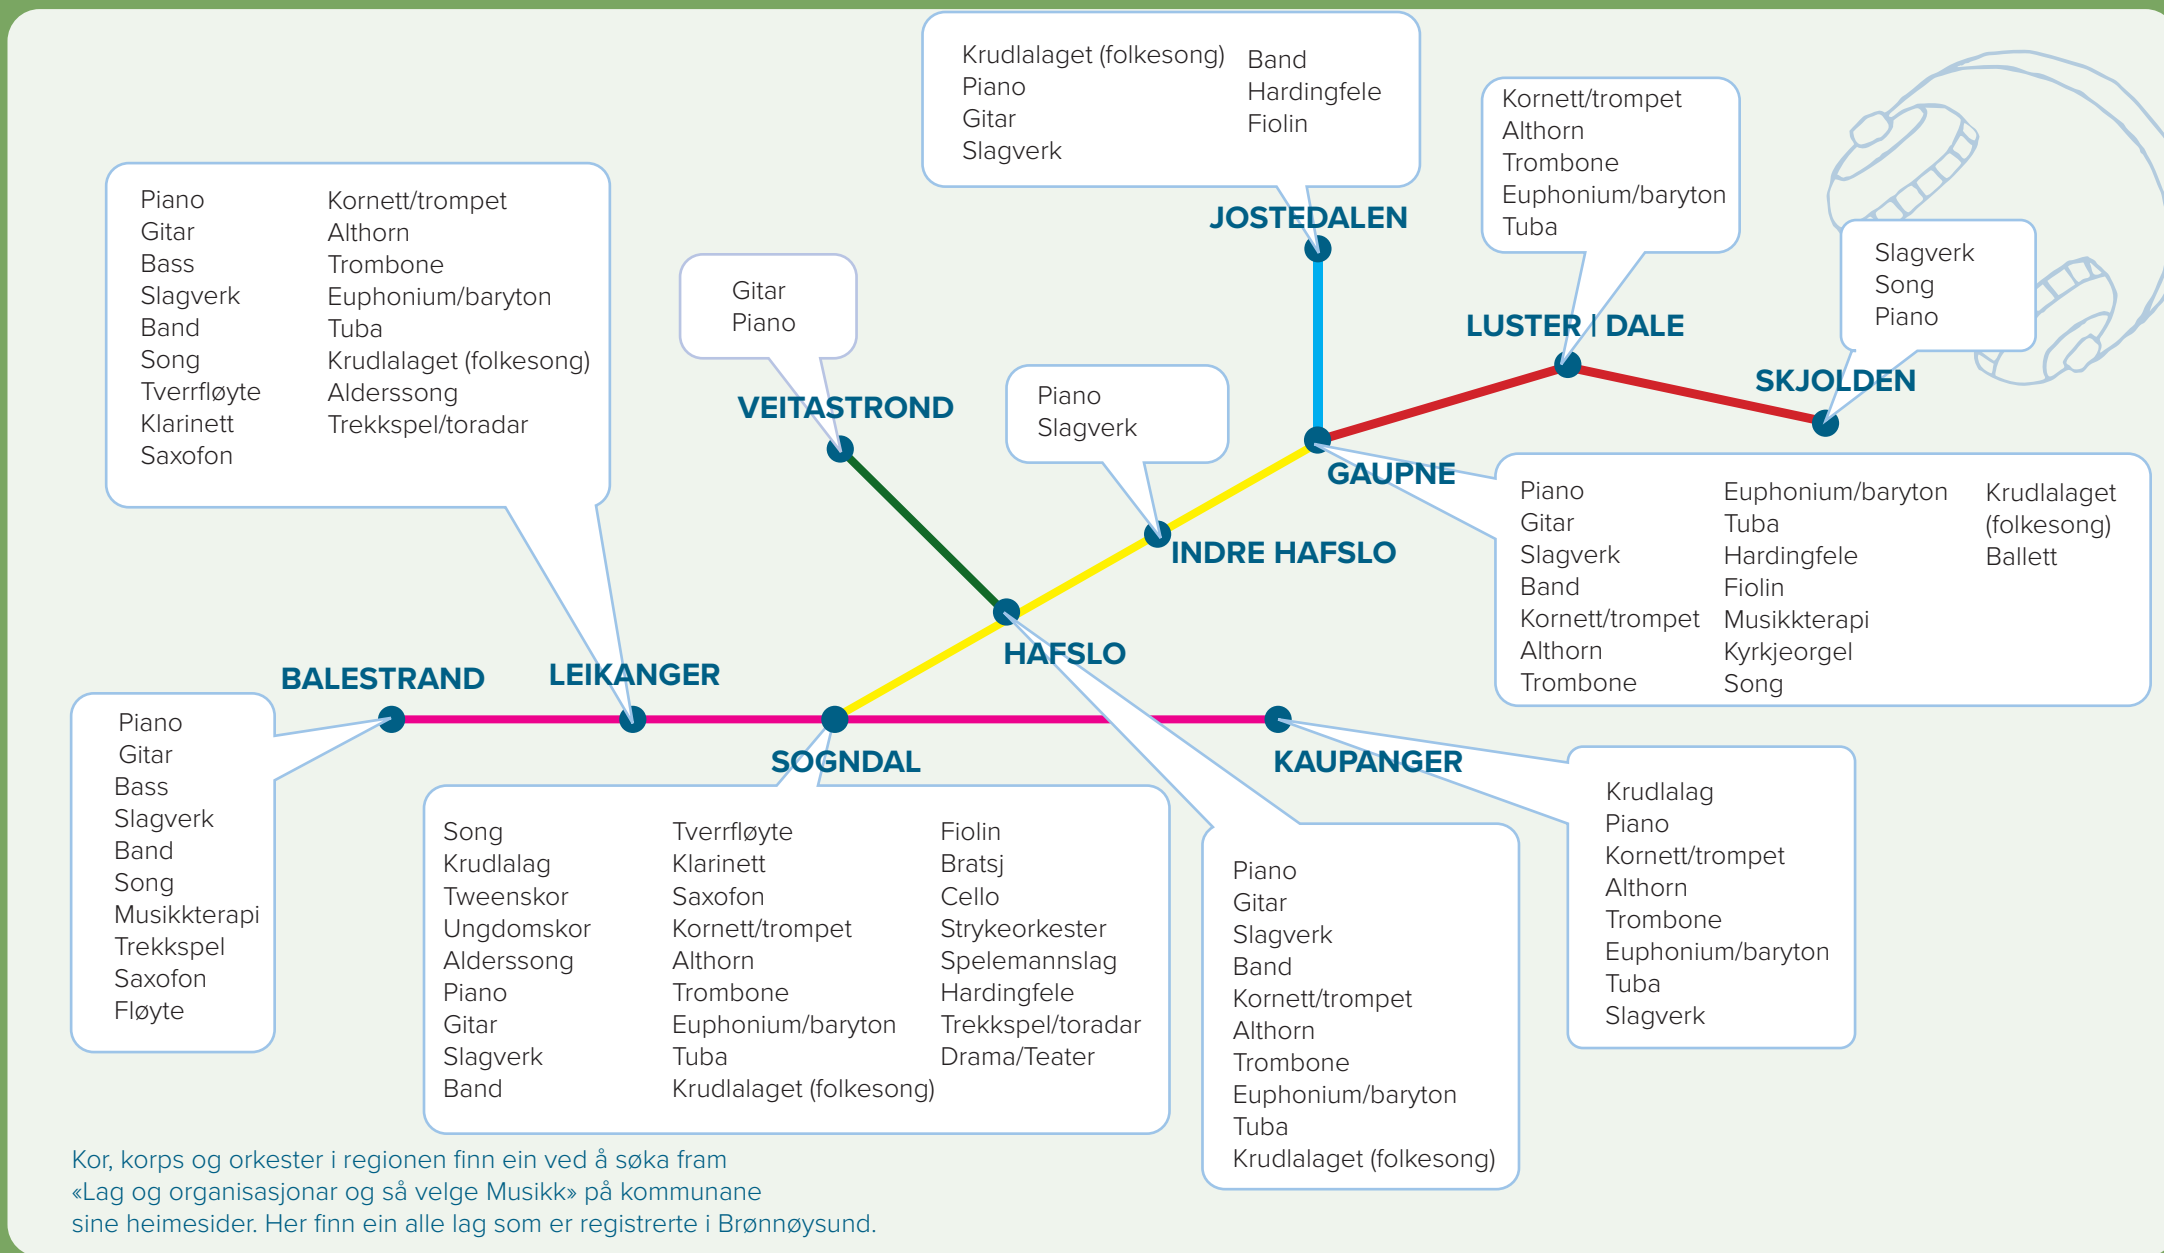 Krudlalaget (folkesong)
Piano
Gitar
Slagverk
Band
Hardingfele
Fiolin
JOSTEDALEN
Kornett/trompet
Althorn
Trombone
Euphonium/baryton
Tuba
LUSTER | DALE
Slagverk
Song
Piano
SKJOLDEN
Piano
Gitar
Bass
Slagverk
Band
Song
Tverrfløyte
Klarinett
Saxofon
Kornett/trompet
Althorn
Trombone
Euphonium/baryton
Tuba
Krudlalaget (folkesong)
Alderssong
Trekkspel/toradar
LEIKANGER
Gitar
Piano
VEITASTROND
Piano
Slagverk
INDRE HAFSLO
GAUPNE
Piano
Gitar
Slagverk
Band
Kornett/trompet
Althorn
Trombone
Euphonium/baryton
Tuba
Hardingfele
Fiolin
Musikkterapi
Kyrkjeorgel
Song
Krudlalaget
(folkesong)
Ballett
BALESTRAND
Piano
Gitar
Bass
Slagverk
Band
Song
Musikkterapi
Trekkspel
Saxofon
Fløyte
SOGNDAL
Song
Krudlalag
Tweenskor
Ungdomskor
Alderssong
Piano
Gitar
Slagverk
Band
Tverrfløyte
Klarinett
Saxofon
Kornett/trompet
Althorn
Trombone
Euphonium/baryton
Tuba
Krudlalaget (folkesong)
Fiolin
Bratsj
Cello
Strykeorkester
Spelemannslag
Hardingfele
Trekkspel/toradar
Drama/Teater
HAFSLO
Piano
Gitar
Slagverk
Band
Kornett/trompet
Althorn
Trombone
Euphonium/baryton
Tuba
Krudlalaget (folkesong)
KAUPANGER
Krudlalag
Piano
Kornett/trompet
Althorn
Trombone
Euphonium/baryton
Tuba
Slagverk
Kor, korps og orkester i regionen finn ein ved å søka fram
«Lag og organisasjonar og så velge Musikk» på kommunane
sine heimesider. Her finn ein alle lag som er registrerte i Brønnøysund.